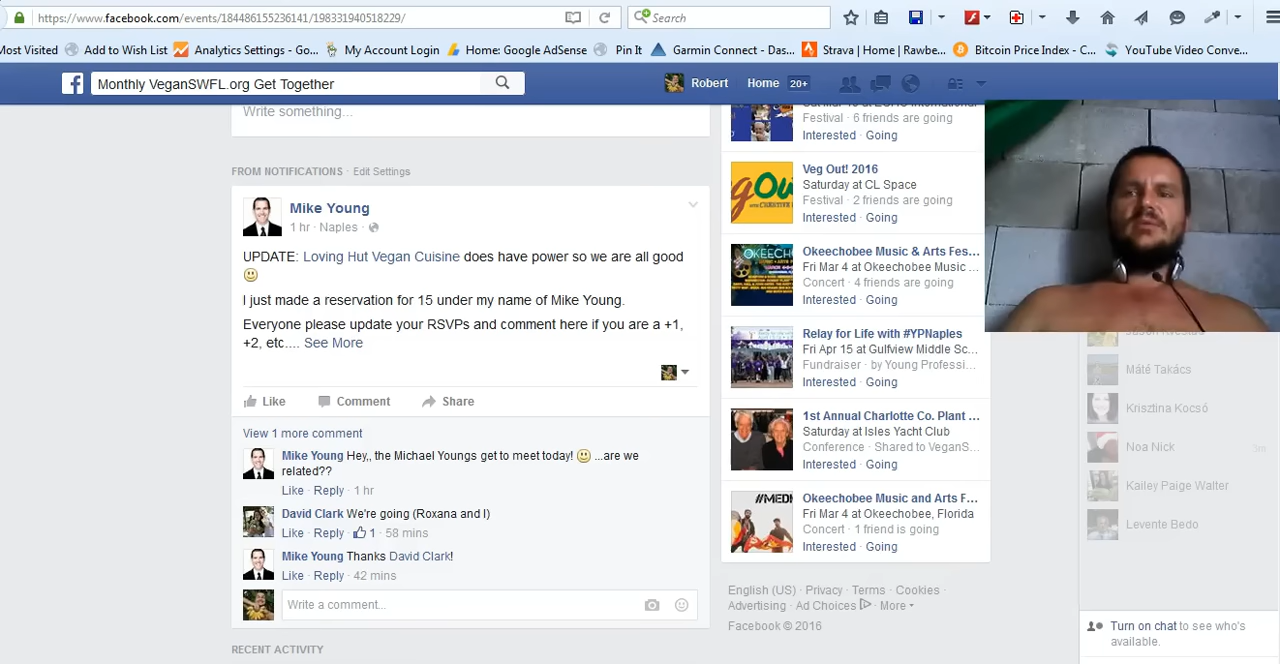 https://www.facebook.com/events/184486155236141/198331940518229/
Search
Most Visited
Add to Wish List
Analytics Settings - Go...
My Account Login
Home: Google AdSense
Pin It
Garmin Connect - Das...
Strava | Home | Rawbe...
Bitcoin Price Index - C...
YouTube Video Conve...
Monthly VeganSWFL.org Get Together
Robert
Home
20+
Write something...
FROM NOTIFICATIONS · Edit Settings
Mike Young
1 hr · Naples ·
UPDATE: Loving Hut Vegan Cuisine does have power so we are all good
I just made a reservation for 15 under my name of Mike Young.
Everyone please update your RSVPs and comment here if you are a +1,
+2, etc.... See More
Like
Comment
Share
View 1 more comment
Mike Young Hey,, the Michael Youngs get to meet today! ...are we
related??
Like · Reply · 1 hr
David Clark We're going (Roxana and I)
Like · Reply · 1 · 58 mins
Mike Young Thanks David Clark!
Like · Reply · 42 mins
Write a comment...
RECENT ACTIVITY
Festival · 6 friends are going
Interested · Going
Veg Out! 2016
Saturday at CL Space
Festival · 2 friends are going
Interested · Going
Okeechobee Music & Arts Fes...
Fri Mar 4 at Okeechobee Music ...
Concert · 4 friends are going
Interested · Going
Relay for Life with #YPNaples
Fri Apr 15 at Gulfview Middle Sc...
Fundraiser · by Young Professi...
Interested · Going
1st Annual Charlotte Co. Plant ...
Saturday at Isles Yacht Club
Conference · Shared to VeganS...
Interested · Going
Okeechobee Music and Arts F...
Fri Mar 4 at Okeechobee, Florida
Concert · 1 friend is going
Interested · Going
English (US) · Privacy · Terms · Cookies ·
Advertising · Ad Choices · More
Facebook © 2016
Máté Takács
Krisztina Kocsó
Noa Nick
5m
Kailey Paige Walter
Levente Bedo
Turn on chat to see who's
available.